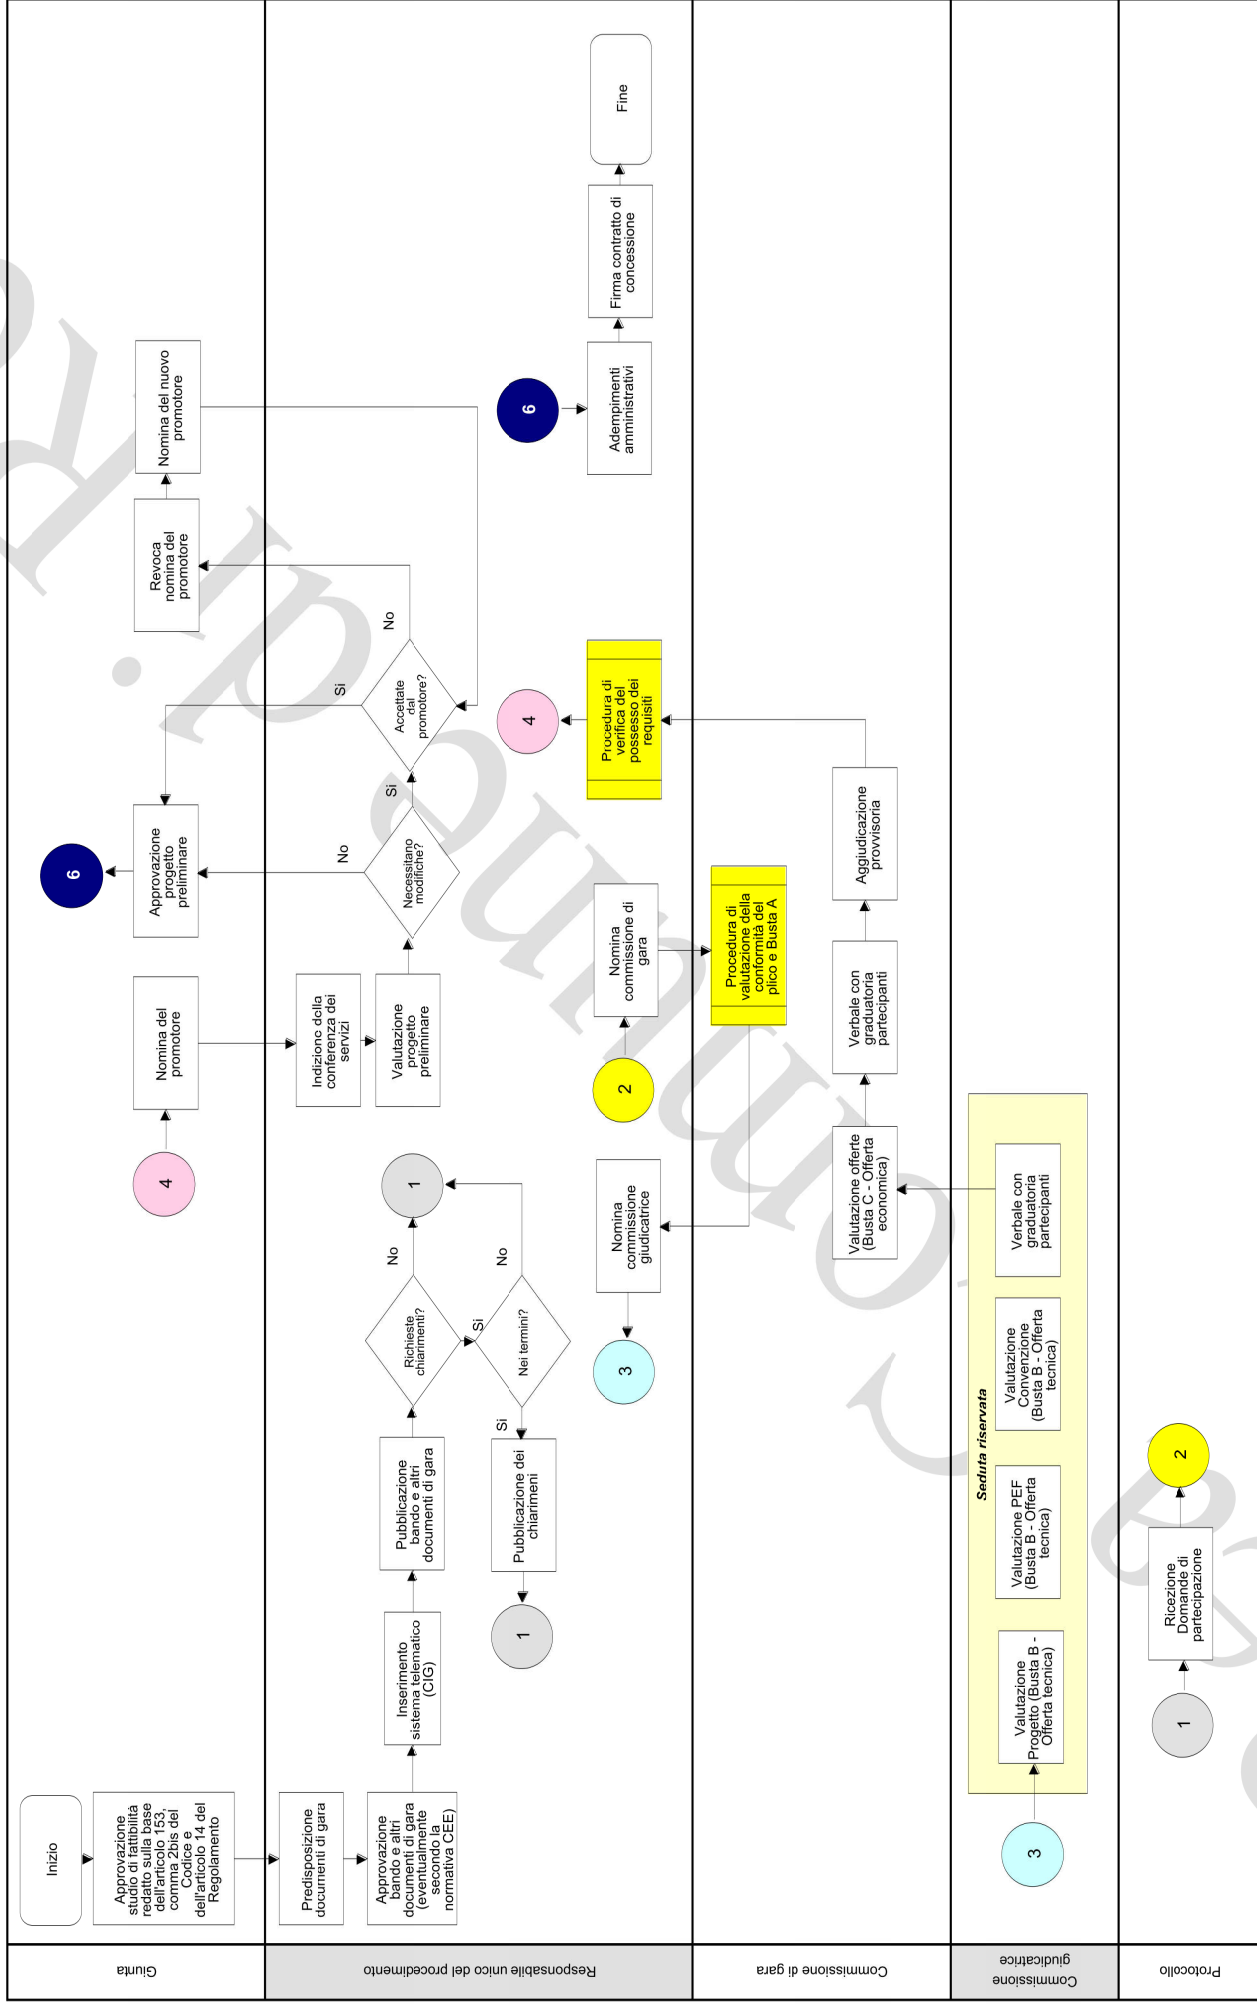 Giunta
Inizio
Approvazione
studio di fattibilità
redatto sulla base
dell'articolo 153,
comma 2bis del
Codice e
dell'articolo 14 del
Regolamento
4
Nomina del
promotore
Approvazione
progetto
preliminare
6
Revoca
nomina del
promotore
Nomina del nuovo
promotore
Responsabile unico del procedimento
Predisposizione
documenti di gara
Approvazione
bando e altri
documenti di gara
(eventualmente
secondo la
normativa CEE)
Inserimento
sistema telematico
(CIG)
Pubblicazione
bando e altri
documenti di gara
Richieste
chiarimenti?
No
Si
1
Nei termini?
No
Si
Pubblicazione dei
chiarimeni
1
Indizione della
conferenza dei
servizi
Valutazione
progetto
preliminare
Necessitano
modifiche?
No
Si
Accettate
dal
promotore?
Si
No
2
Nomina
commissione di
gara
Nomina
commissione
giudicatrice
3
Procedura di
verifica del
possesso dei
requisiti
4
6
Adempimenti
amministrativi
Firma contratto di
concessione
Fine
Commissione di gara
Procedura di
valutazione della
conformità del
plico e Busta A
Valutazione offerte
(Busta C - Offerta
economica)
Verbale con
graduatoria
partecipanti
Aggiudicazione
provvisoria
Commissione
giudicatrice
3
Seduta riservata
Valutazione
Progetto (Busta B -
Offerta tecnica)
Valutazione PEF
(Busta B - Offerta
tecnica)
Valutazione
Convenzione
(Busta B - Offerta
tecnica)
Verbale con
graduatoria
partecipanti
Protocollo
1
Ricezione
Domande di
partecipazione
2